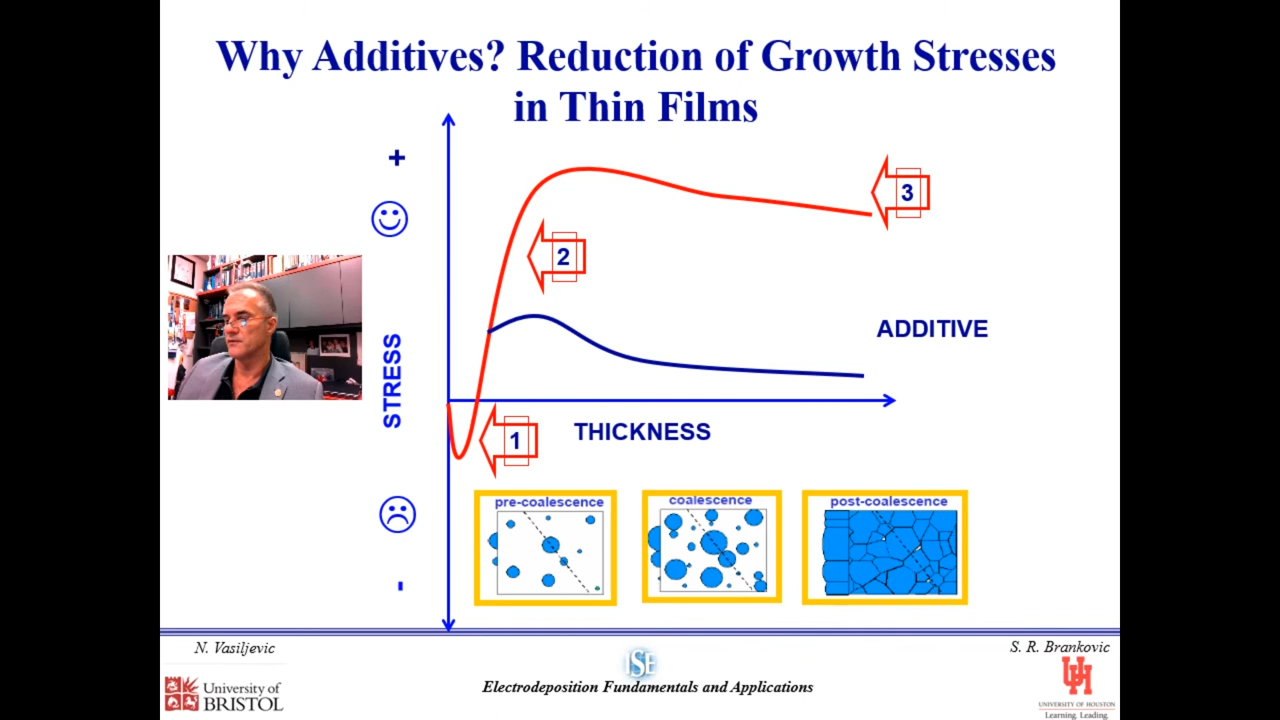 Why Additives? Reduction of Growth Stresses
in Thin Films
+
3
2
ADDITIVE
STRESS
1
THICKNESS
pre-coalescence
coalescence
post-coalescence
-
N. Vasiljevic
S. R. Brankovic
ISE
Electrodeposition Fundamentals and Applications
University of
BRISTOL
UNIVERSITY OF HOUSTON
Learning. Leading.